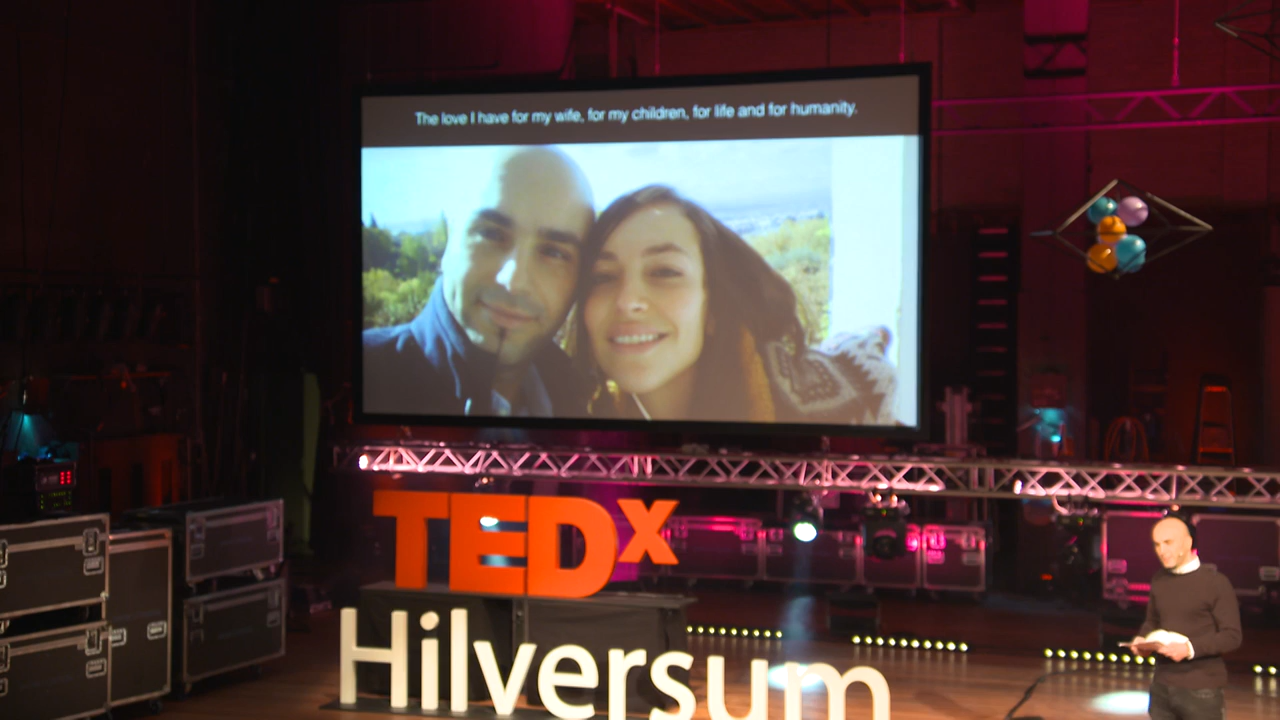 The love I have for my wife, for my children, for life and for humanity.
TEDx
Hilversum